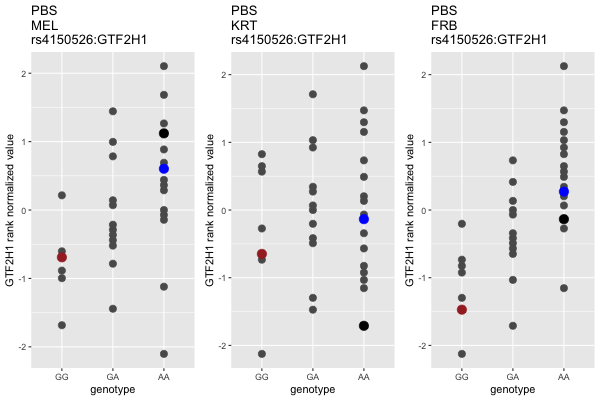 PBS
MEL
rs4150526:GTF2H1
GTF2H1 rank normalized value
2
1
0
-1
-2
GG
GA
AA
genotype
PBS
KRT
rs4150526:GTF2H1
GTF2H1 rank normalized value
2
1
0
-1
-2
GG
GA
AA
genotype
PBS
FRB
rs4150526:GTF2H1
GTF2H1 rank normalized value
2
1
0
-1
-2
GG
GA
AA
genotype